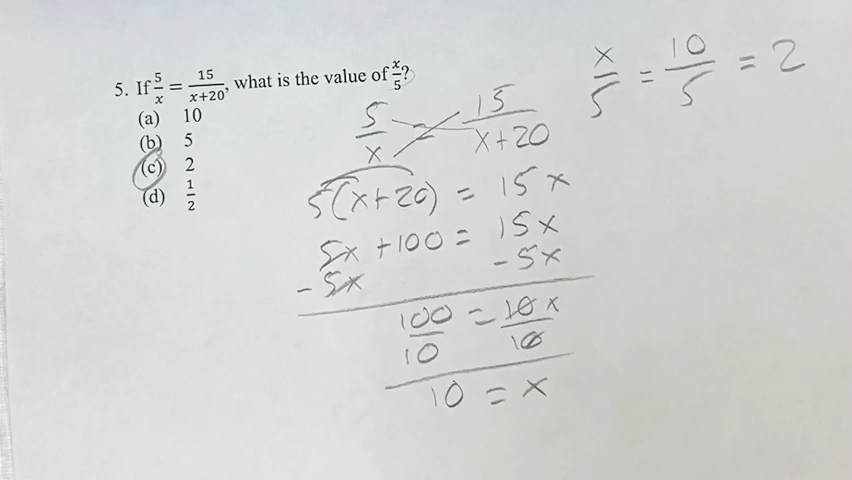 5. If 5/x = 15/(x+20), what is the value of x/5?
(a) 10
(b) 5
(c) 2
(d) 1/2
x/5 = 10/5 = 2
5/x = 15/(x+20)
5(x+20) = 15x
5x +100 = 15x
-5x -5x
100/10 = 10x/10
10 = x